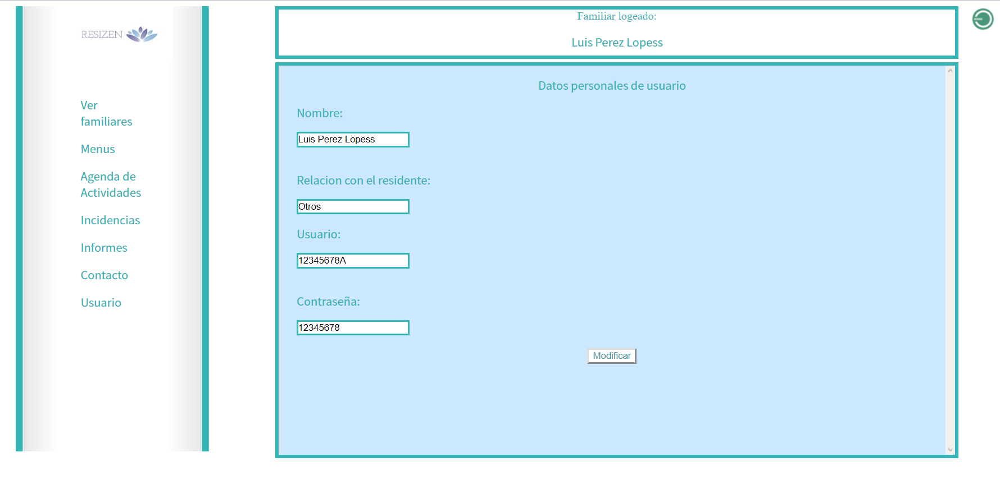 RESIZEN
Ver
familiares
Menus
Agenda de
Actividades
Incidencias
Informes
Contacto
Usuario
Familiar logeado:
Luis Perez Lopess
Datos personales de usuario
Nombre:
Luis Perez Lopess
Relacion con el residente:
Otros
Usuario:
12345678A
Contraseña:
12345678
Modificar